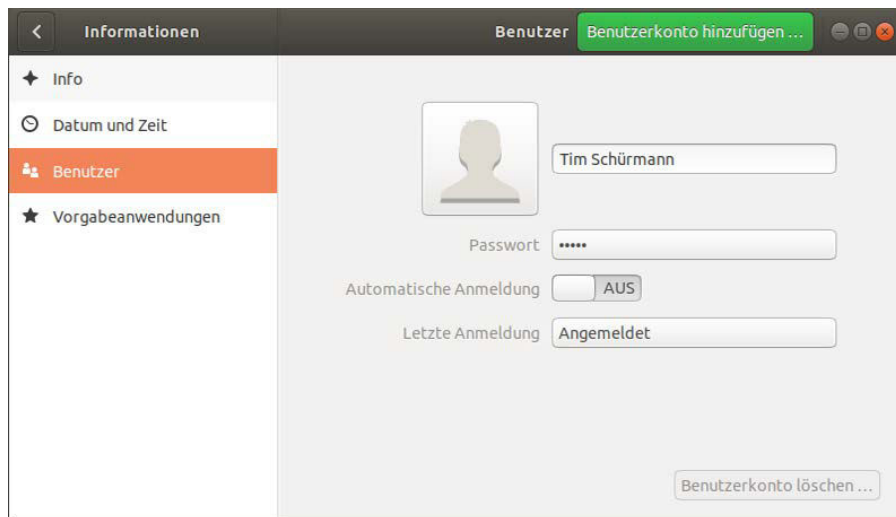 Informationen
Benutzer
Benutzerkonto hinzufügen ...
Info
Datum und Zeit
Benutzer
Vorgabeanwendungen
Tim Schürmann
Passwort •••••
Automatische Anmeldung AUS
Letzte Anmeldung Angemeldet
Benutzerkonto löschen ...